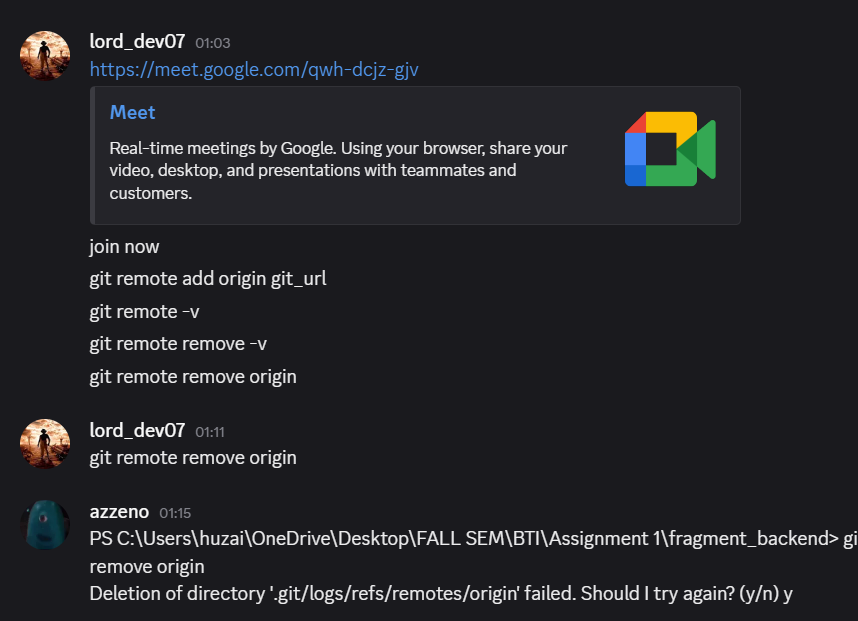 lord_dev07 01:03
https://meet.google.com/qwh-dcjz-gjv
Meet
Real-time meetings by Google. Using your browser, share your
video, desktop, and presentations with teammates and
customers.
join now
git remote add origin git_url
git remote -v
git remote remove -v
git remote remove origin
lord_dev07 01:11
git remote remove origin
azzeno 01:15
PS C:\Users\huzai\OneDrive\Desktop\FALL SEM\BTI\Assignment 1\fragment_backend> gi
remove origin
Deletion of directory '.git/logs/refs/remotes/origin' failed. Should I try again? (y/n) y